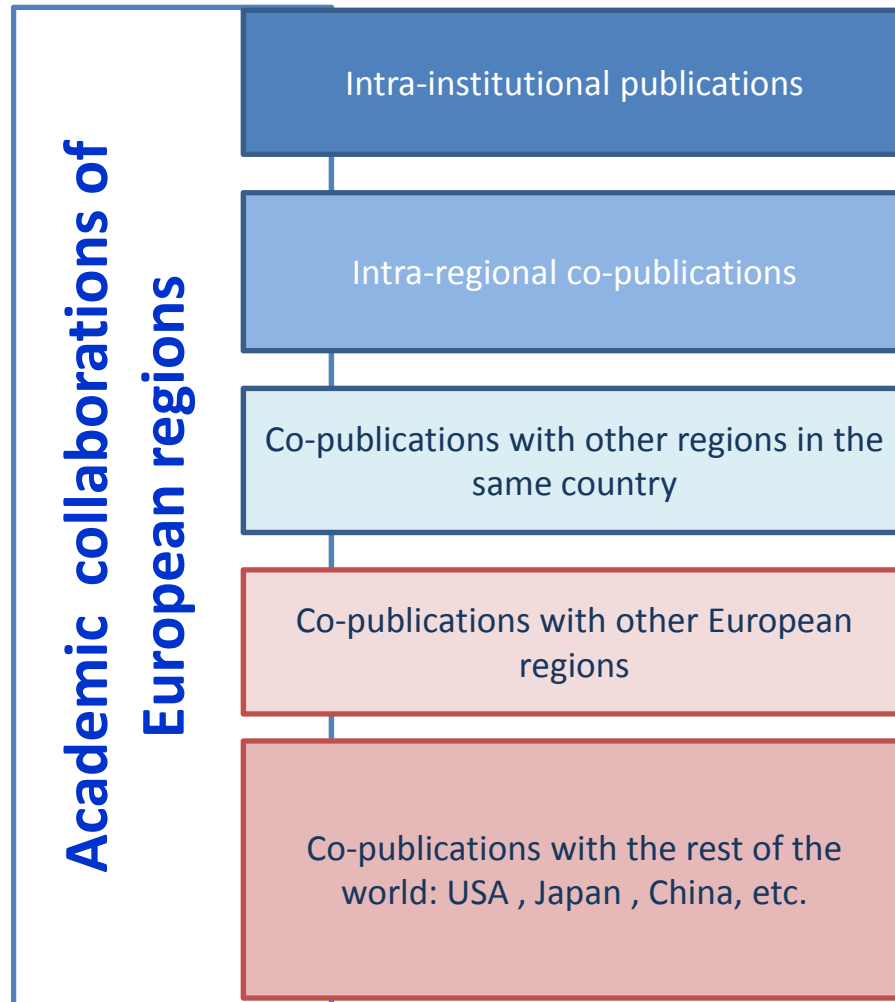 Academic collaborations of
European regions
Intra-institutional publications
Intra-regional co-publications
Co-publications with other regions in the
same country
Co-publications with other European
regions
Co-publications with the rest of the
world: USA , Japan , China, etc.